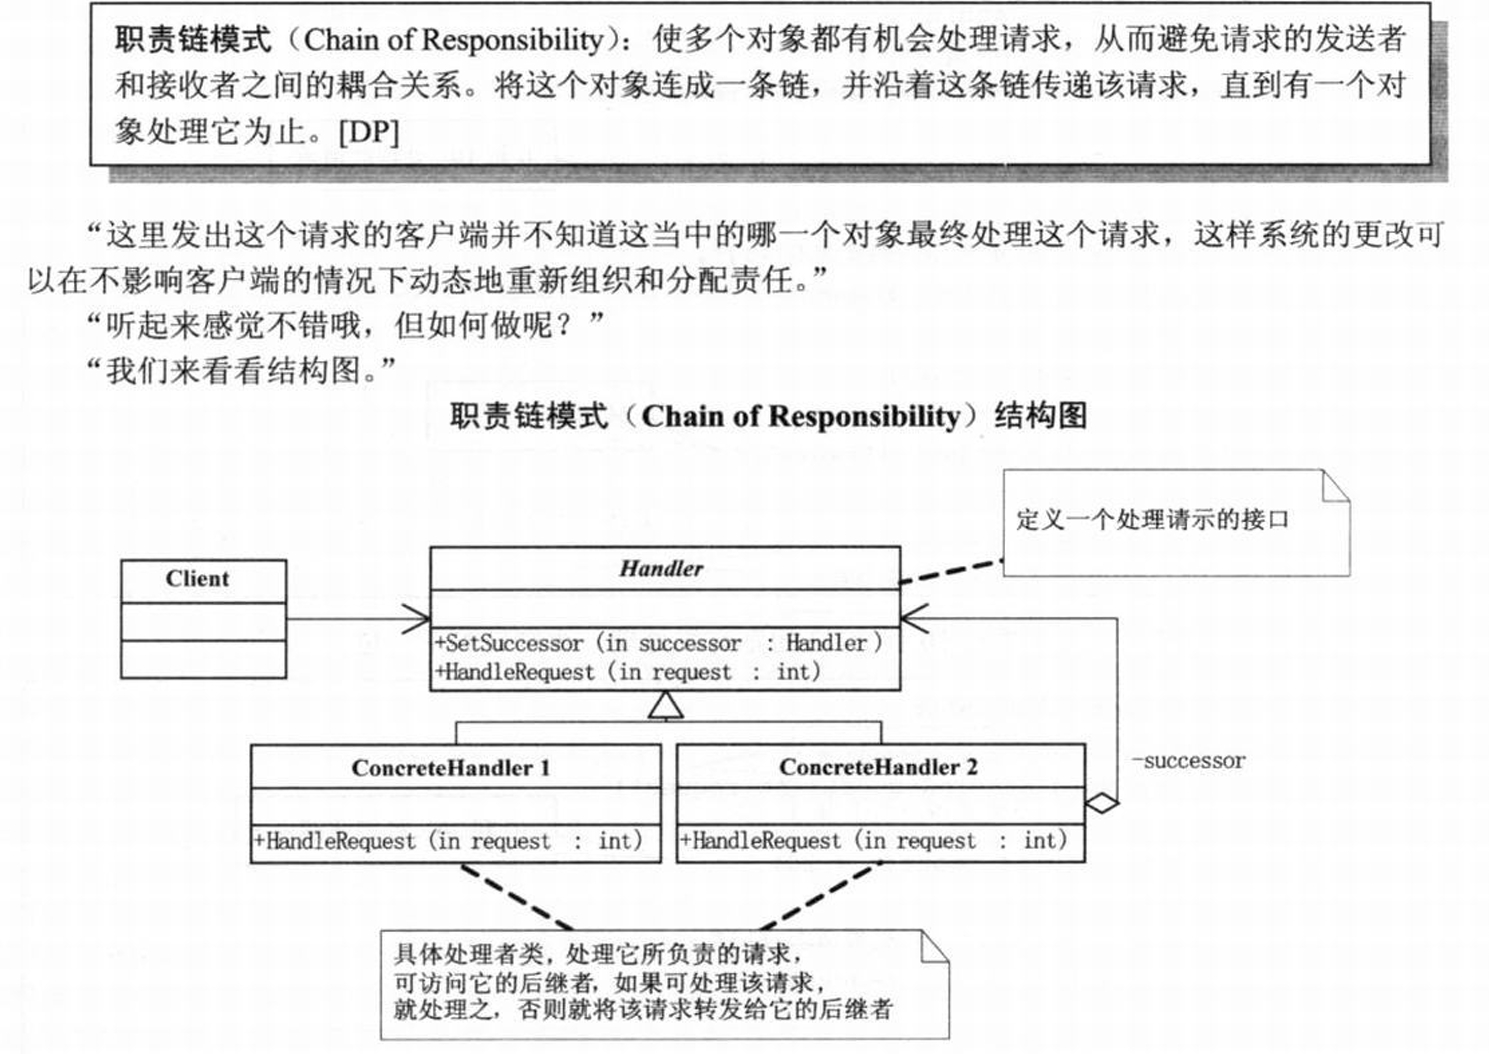 职责链模式（Chain of Responsibility）：使多个对象都有机会处理请求，从而避免请求的发送者
和接收者之间的耦合关系。将这个对象连成一条链，并沿着这条链传递该请求，直到有一个对
象处理它为止。[DP]
“这里发出这个请求的客户端并不知道这当中的哪一个对象最终处理这个请求，这样系统的更改可
以在不影响客户端的情况下动态地重新组织和分配责任。”
“听起来感觉不错哦，但如何做呢？”
“我们来看看结构图。”
职责链模式（Chain of Responsibility）结构图
定义一个处理请示的接口
Client
Handler
+SetSuccessor (in successor : Handler)
+HandleRequest (in request : int)
ConcreteHandler 1
ConcreteHandler 2
-successor
+HandleRequest (in request : int)
+HandleRequest (in request : int)
具体处理者类，处理它所负责的请求，
可访问它的后继者，如果可处理该请求，
就处理之，否则就将该请求转发给它的后继者